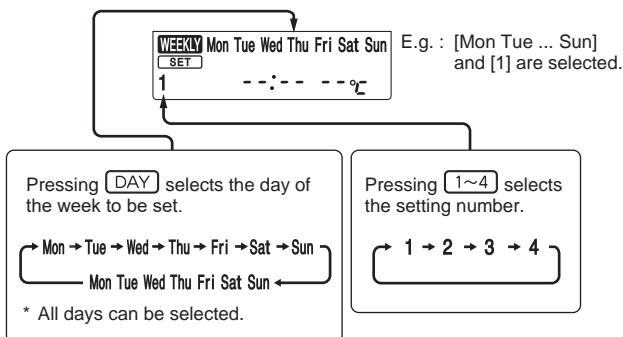 WEEKLY Mon Tue Wed Thu Fri Sat Sun
SET
1 --:-- --°C
E.g. : [Mon Tue ... Sun]
and [1] are selected.
Pressing DAY selects the day of
the week to be set.
Mon → Tue → Wed → Thu → Fri → Sat → Sun
Mon Tue Wed Thu Fri Sat Sun ←
* All days can be selected.
Pressing 1~4 selects
the setting number.
→ 1 → 2 → 3 → 4